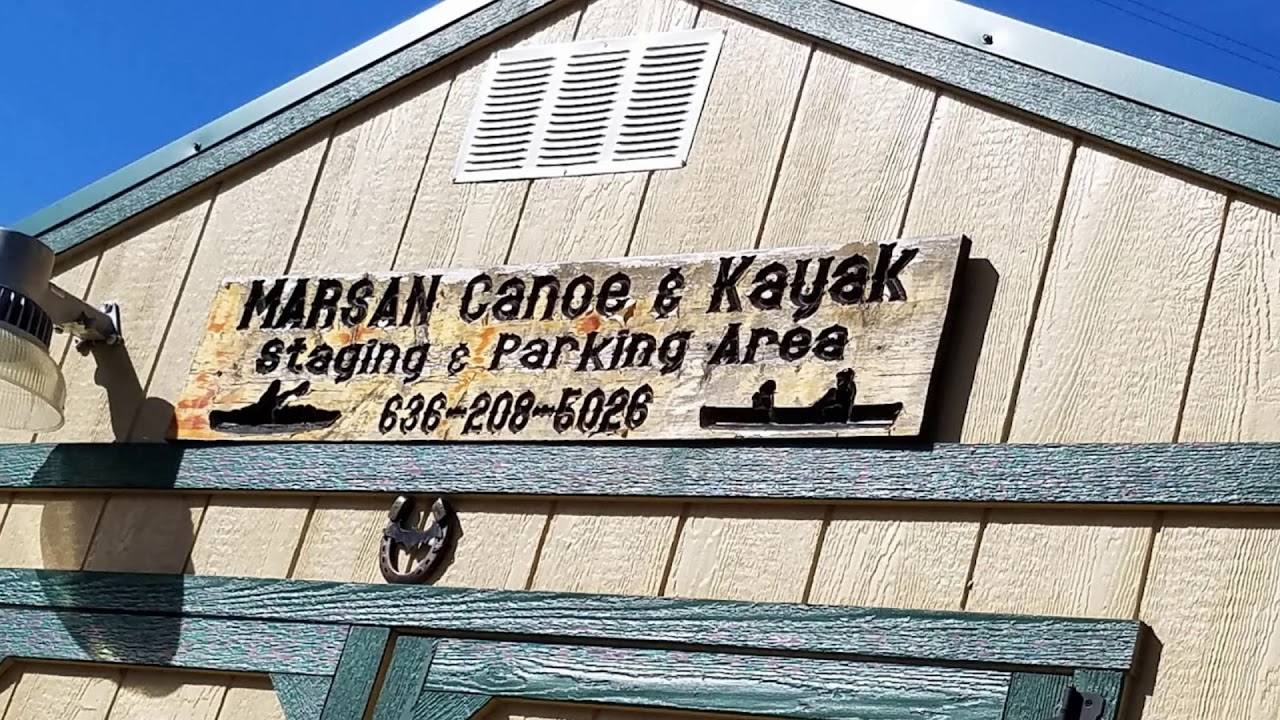 MARSAN Canoe & Kayak
Staging & Parking Area
636-208-5026